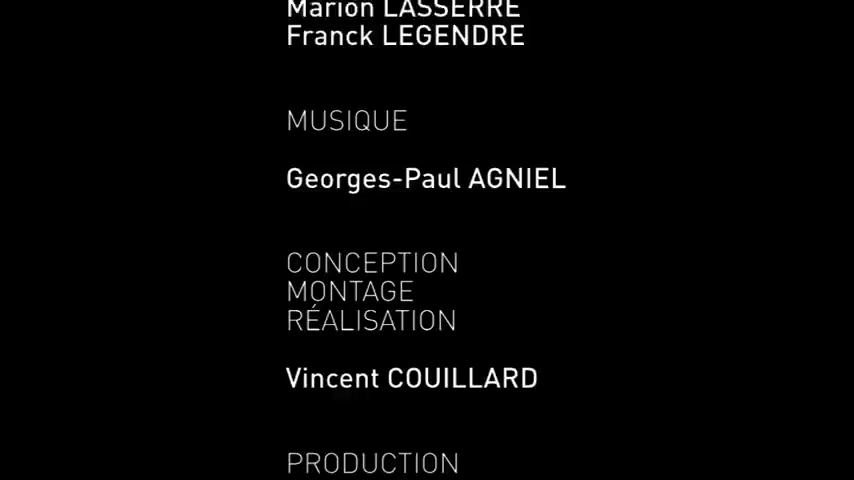 Marion LASSERRE
Franck LEGENDRE
MUSIQUE
Georges-Paul AGNIEL
CONCEPTION
MONTAGE
RÉALISATION
Vincent COUILLARD
PRODUCTION